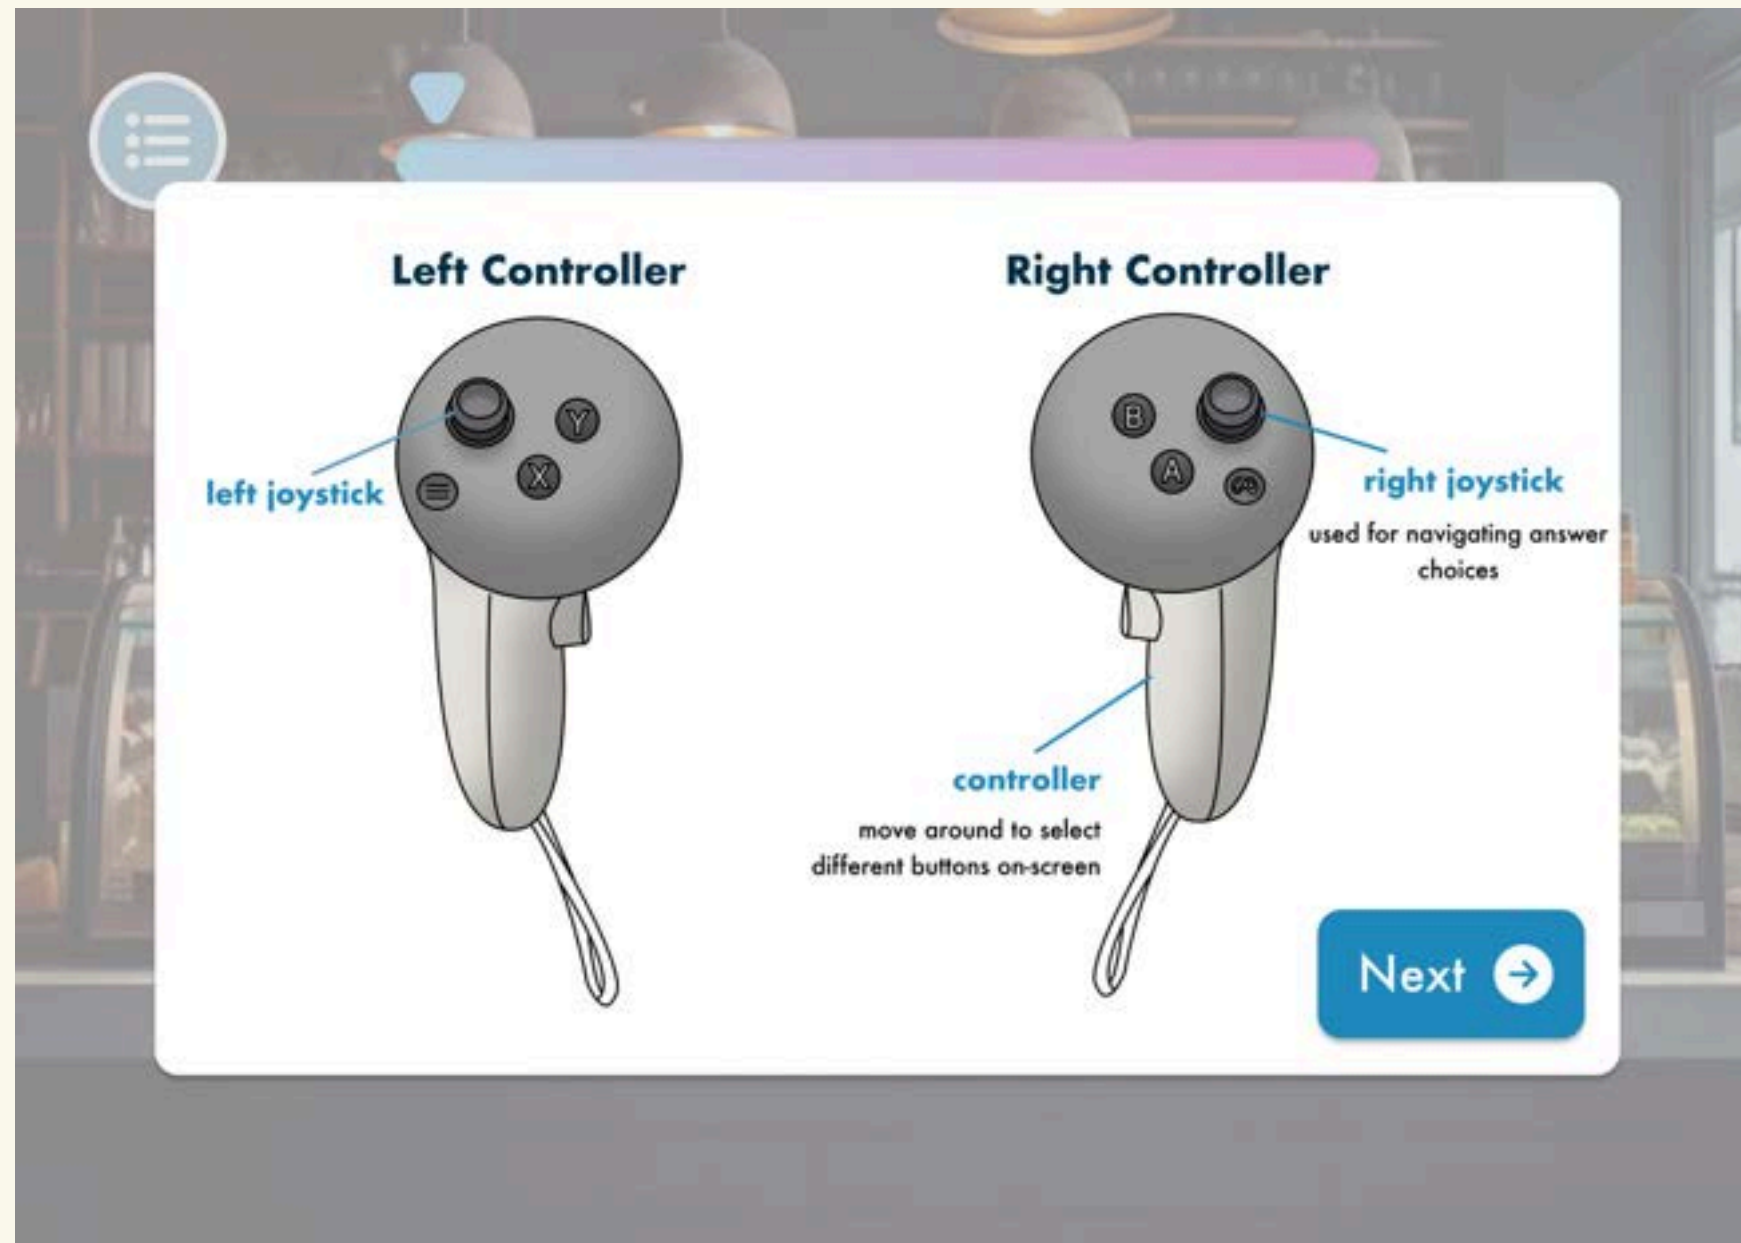 Left Controller
Right Controller
Y
X
B
A
left joystick
right joystick
used for navigating answer
choices
controller
move around to select
different buttons on-screen
Next